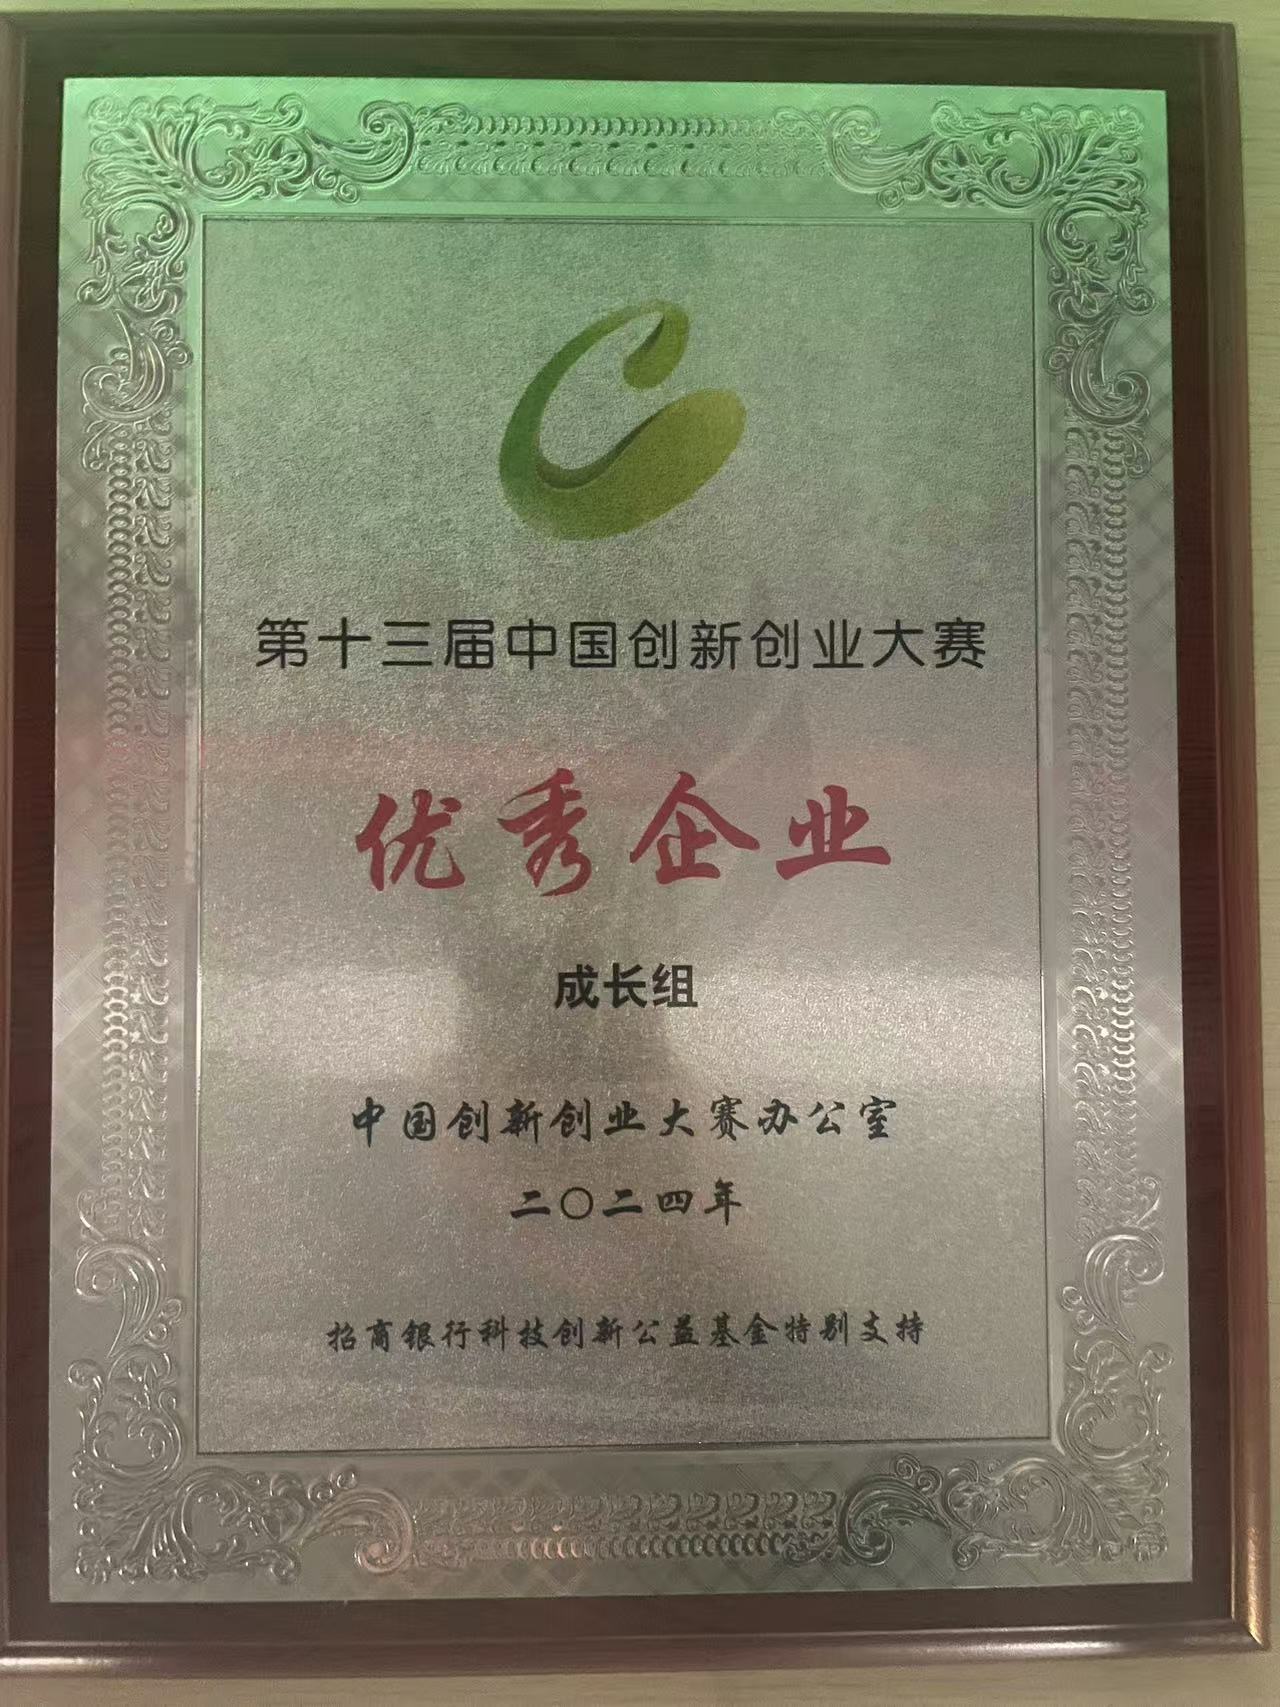 第十三届中国创新创业大赛
优秀企业
成长组
中国创新创业大赛办公室
二〇二四年
招商银行科技创新公益基金特别支持